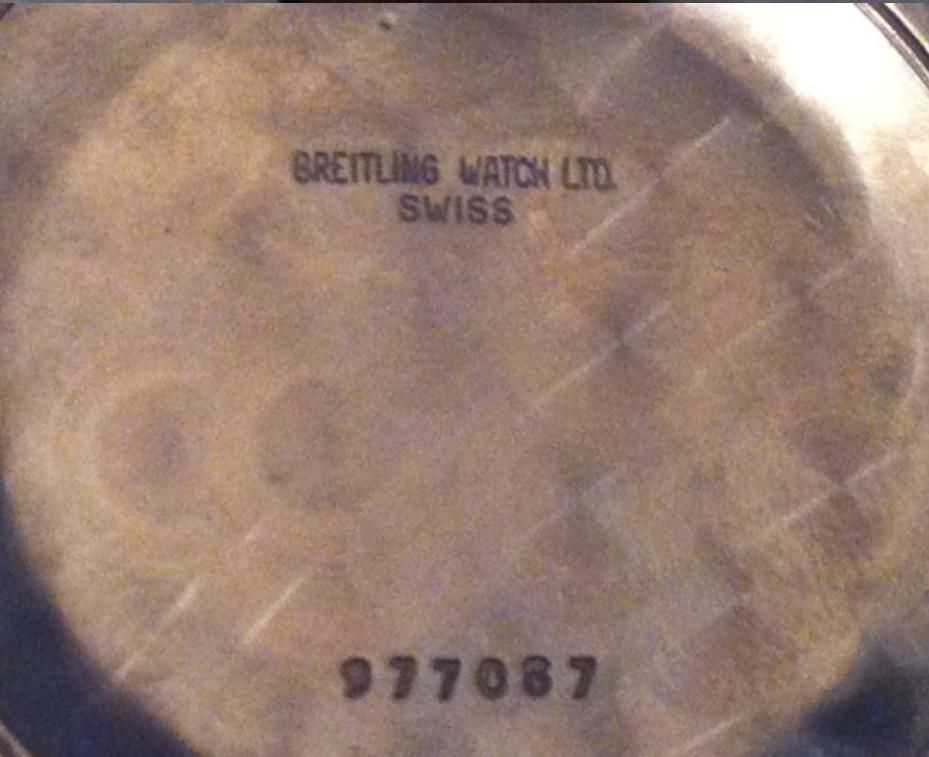 BREITLING WATCH LTD.
SWISS
977087